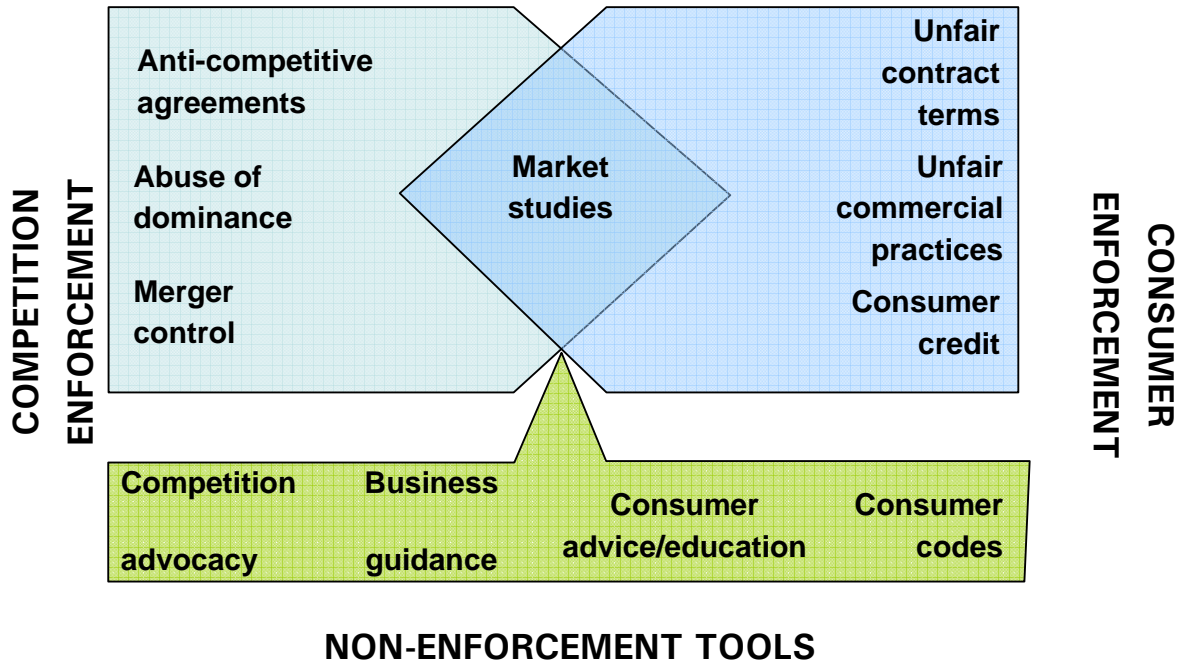 COMPETITION
ENFORCEMENT
Anti-competitive
agreements
Abuse of
dominance
Merger
control
Market
studies
Unfair
contract
terms
Unfair
commercial
practices
Consumer
credit
CONSUMER
ENFORCEMENT
Competition
advocacy
Business
guidance
Consumer
advice/education
Consumer
codes
NON-ENFORCEMENT TOOLS